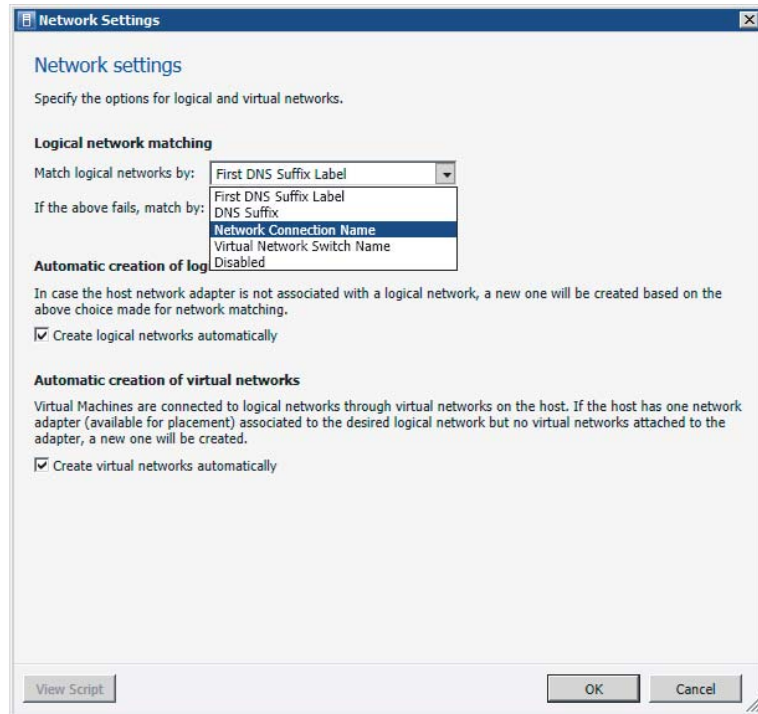 Network Settings
Network settings
Specify the options for logical and virtual networks.
Logical network matching
Match logical networks by: First DNS Suffix Label
First DNS Suffix Label
If the above fails, match by: DNS Suffix
Network Connection Name
Virtual Network Switch Name
Automatic creation of log Disabled
In case the host network adapter is not associated with a logical network, a new one will be created based on the
above choice made for network matching.
Create logical networks automatically
Automatic creation of virtual networks
Virtual Machines are connected to logical networks through virtual networks on the host. If the host has one network
adapter (available for placement) associated to the desired logical network but no virtual networks attached to the
adapter, a new one will be created.
Create virtual networks automatically
View Script OK Cancel